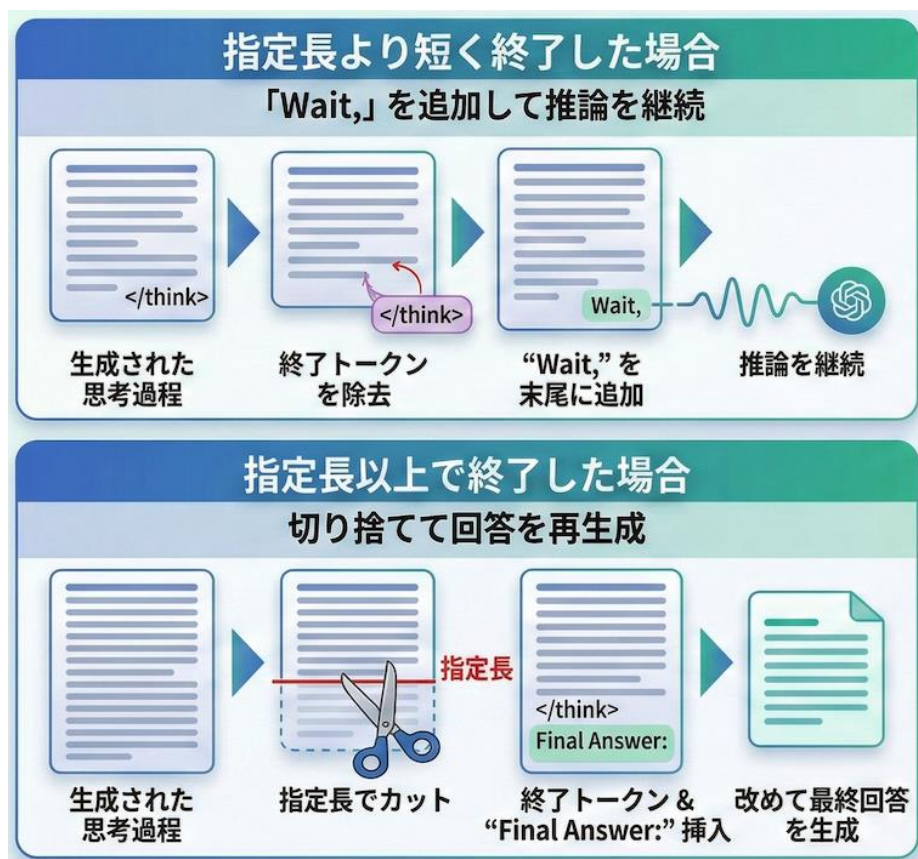 指定長より短く終了した場合
「Wait,」を追加して推論を継続
</think>
生成された
思考過程
</think>
終了トークン
を除去
Wait,
“Wait,” を
末尾に追加
推論を継続
指定長以上で終了した場合
切り捨てて回答を再生成
生成された
思考過程
指定長
指定長でカット
</think>
Final Answer:
終了トークン &
“Final Answer:” 挿入
改めて最終回答
を生成